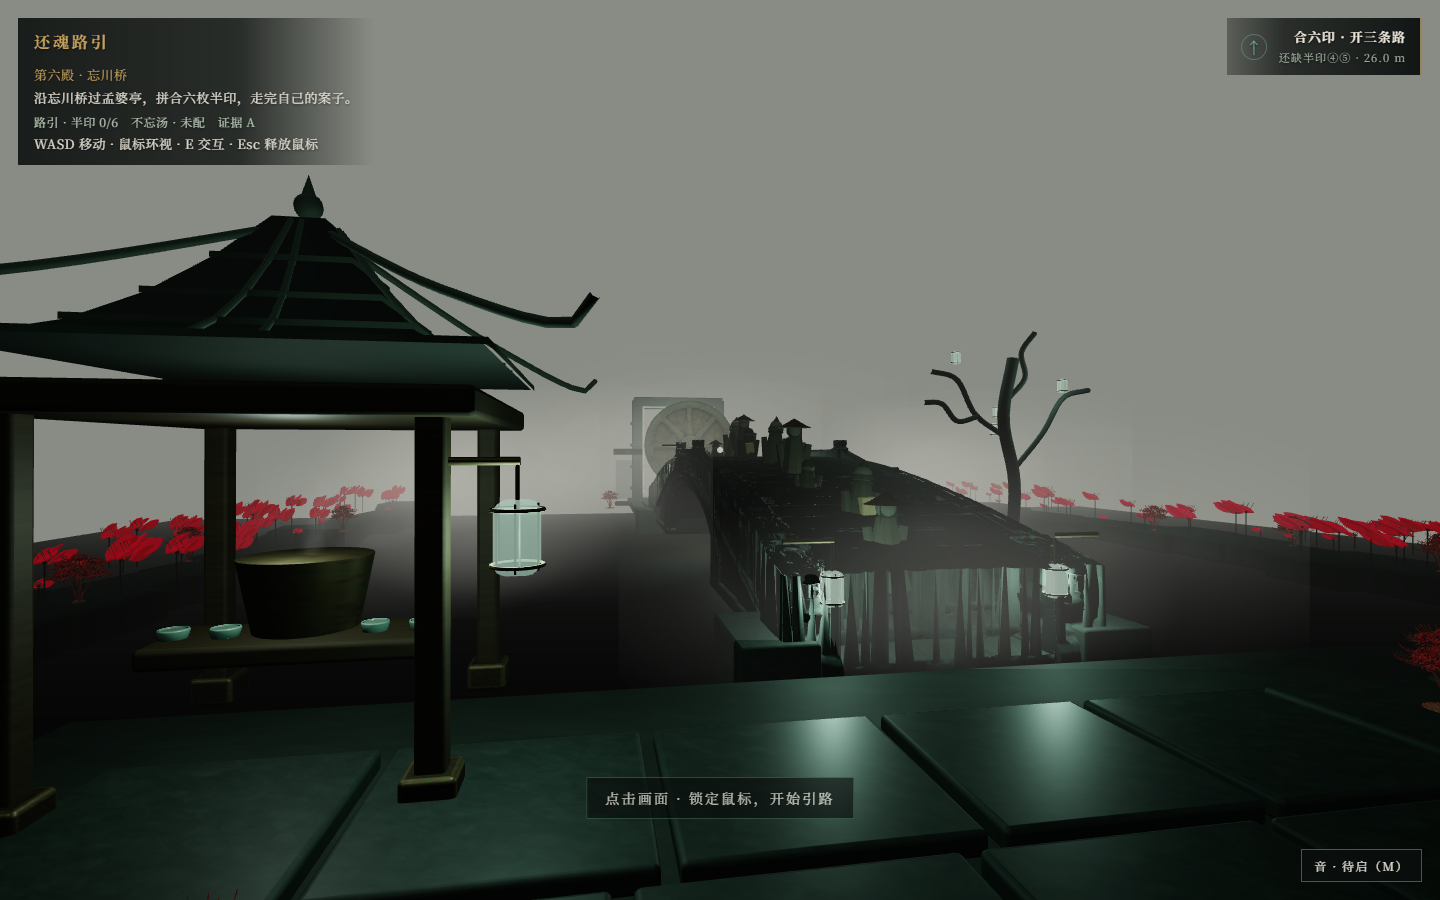 还魂路引
第六殿 · 忘川桥
沿忘川桥过孟婆亭，拼合六枚半印，走完自己的案子。
路引 · 半印 0/6 不忘汤 · 未配 证据 A
WASD 移动 · 鼠标环视 · E 交互 · Esc 释放鼠标
合六印 · 开三条路
还缺半印④⑤ · 26.0 m
点击画面 · 锁定鼠标，开始引路
音 · 待启（M）